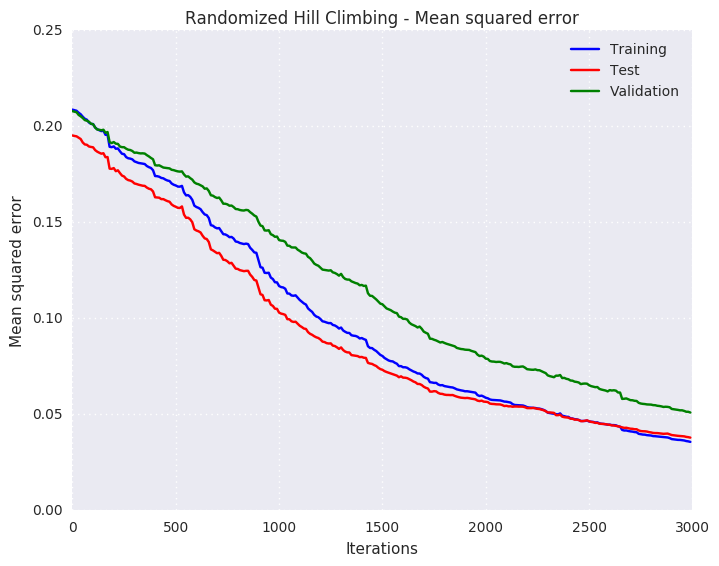 Randomized Hill Climbing - Mean squared error
0.25
0.20
0.15
0.10
0.05
0.00
Mean squared error
Training
Test
Validation
0 500 1000 1500 2000 2500 3000
Iterations